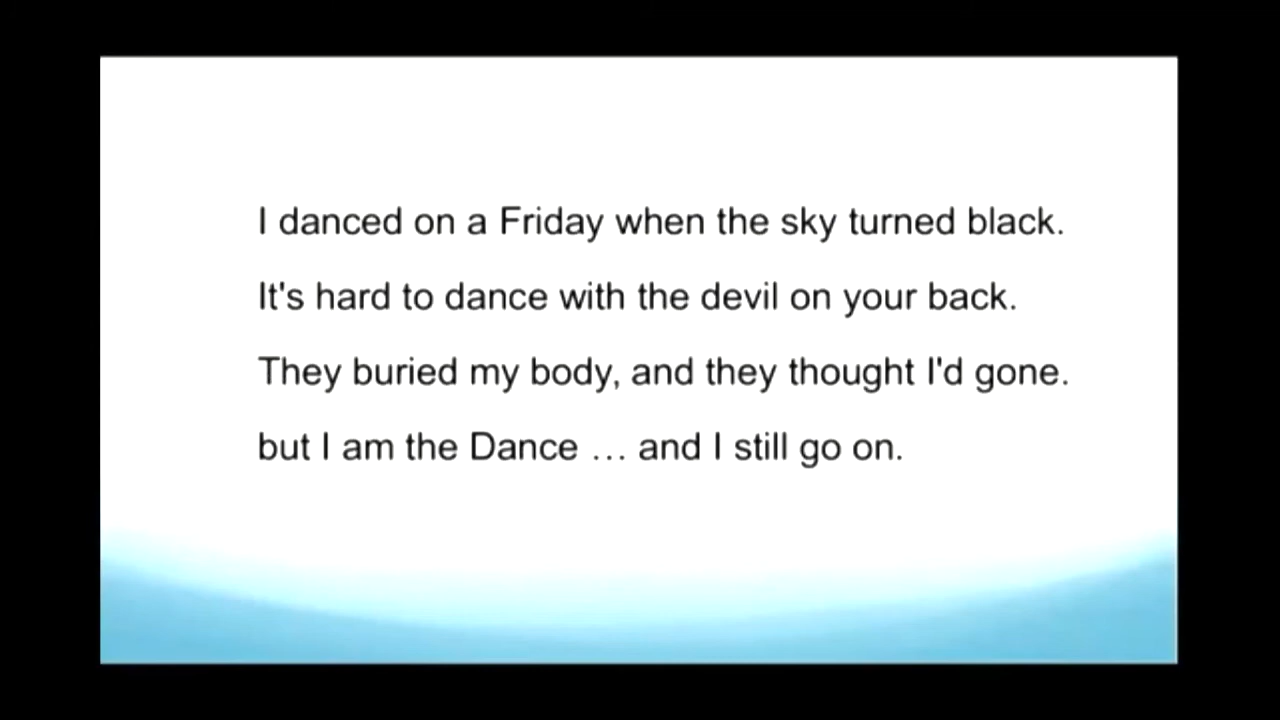 I danced on a Friday when the sky turned black.
It's hard to dance with the devil on your back.
They buried my body, and they thought I'd gone.
but I am the Dance … and I still go on.